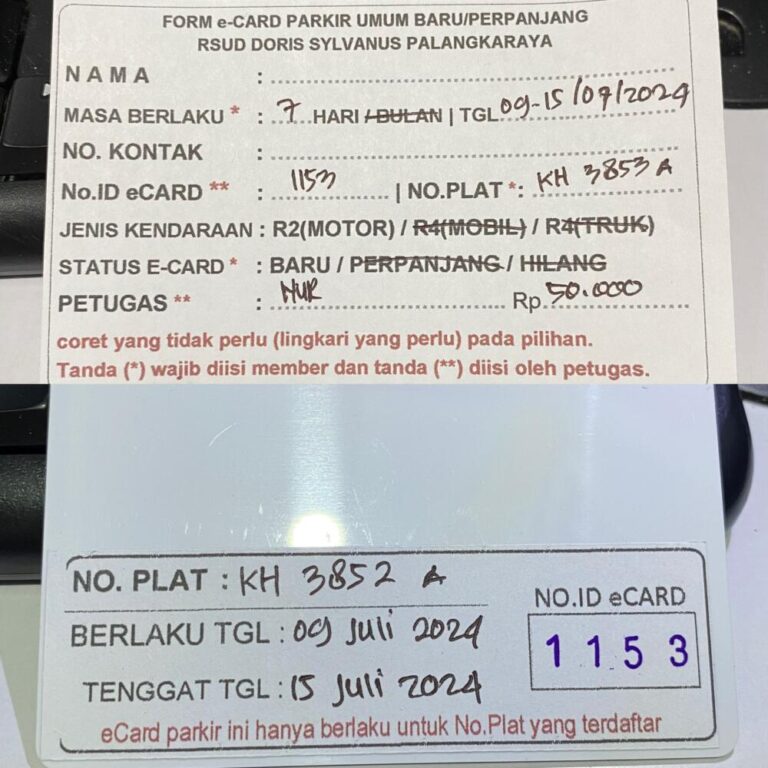 FORM e-CARD PARKIR UMUM BARU/PERPANJANG
RSUD DORIS SYLVANUS PALANGKARAYA
NAMA :
MASA BERLAKU * : 7 HARI / BULAN | TGL 09-15/07/2024
NO. KONTAK :
No.ID eCARD ** : 1153 | NO.PLAT *: KH 3853 A
JENIS KENDARAAN : R2(MOTOR) / R4(MOBIL) / R4(TRUK)
STATUS E-CARD * : BARU / PERPANJANG / HILANG
PETUGAS ** : NUR Rp. 50.000
coret yang tidak perlu (lingkari yang perlu) pada pilihan.
Tanda (*) wajib diisi member dan tanda (**) diisi oleh petugas.
NO. PLAT : KH 3852 A
NO.ID eCARD
BERLAKU TGL : 09 Juli 2024
1 1 5 3
TENGGAT TGL : 15 Juli 2024
eCard parkir ini hanya berlaku untuk No.Plat yang terdaftar